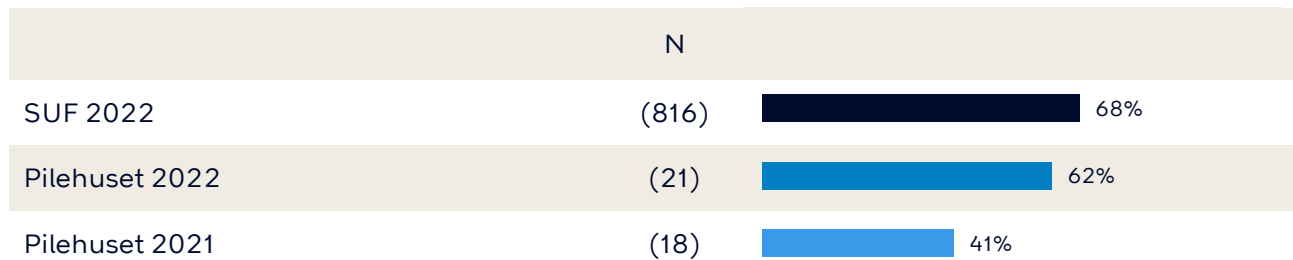 N
SUF 2022 (816) 68%
Pilehuset 2022 (21) 62%
Pilehuset 2021 (18) 41%